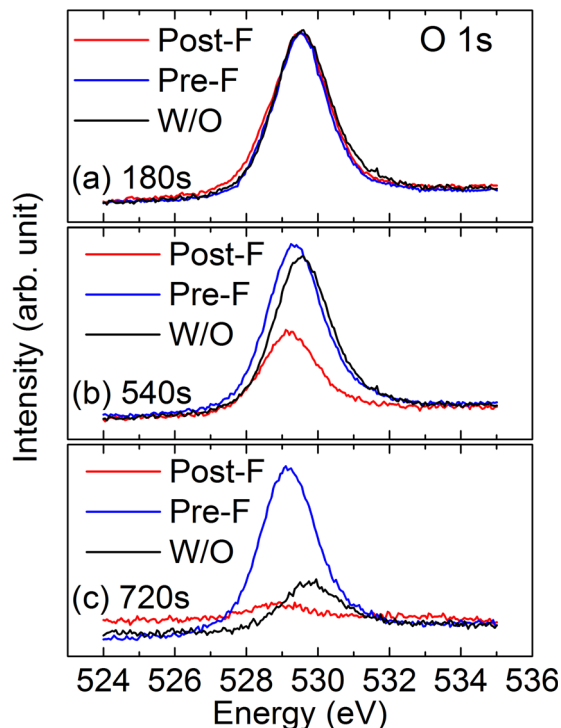 Post-F
O 1s
Pre-F
W/O
(a) 180s
Post-F
Pre-F
W/O
(b) 540s
Post-F
Pre-F
W/O
(c) 720s
Intensity (arb. unit)
524 526 528 530 532 534 536
Energy (eV)